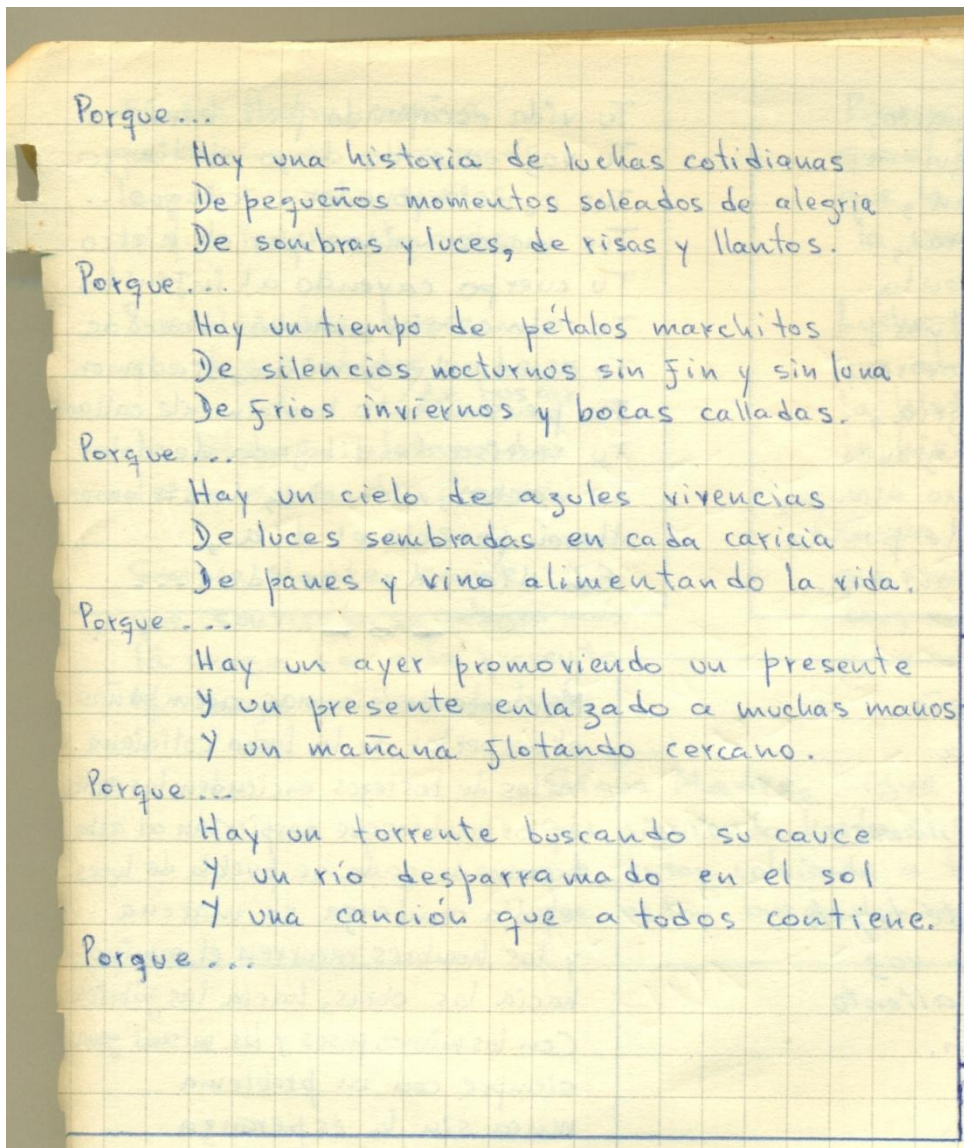 Porque...
Hay una historia de luchas cotidianas
De pequeños momentos soleados de alegria
De sombras y luces, de risas y llantos.
Porque...
Hay un tiempo de pétalos marchitos
De silencios nocturnos sin fin y sin luna
De frios inviernos y bocas calladas.
Porque...
Hay un cielo de azules vivencias
De luces sembradas en cada caricia
De panes y vino alimentando la vida.
Porque...
Hay un ayer promoviendo un presente
Y un presente enlazado a muchas manos
Y un mañana flotando cercano.
Porque...
Hay un torrente buscando su cauce
Y un río desparramado en el sol
Y una canción que a todos contiene.
Porque...